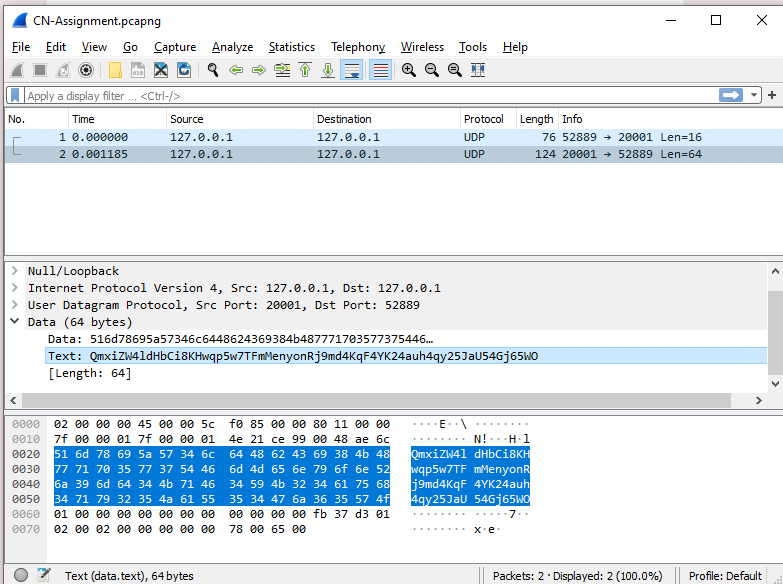 CN-Assignment.pcapng
File Edit View Go Capture Analyze Statistics Telephony Wireless Tools Help
Apply a display filter ... <Ctrl-/>
No. Time Source Destination Protocol Length Info
1 0.000000 127.0.0.1 127.0.0.1 UDP 76 52889 → 20001 Len=16
2 0.001185 127.0.0.1 127.0.0.1 UDP 124 20001 → 52889 Len=64
Null/Loopback
Internet Protocol Version 4, Src: 127.0.0.1, Dst: 127.0.0.1
User Datagram Protocol, Src Port: 20001, Dst Port: 52889
Data (64 bytes)
Data: 516d78695a57346c6448624369384b487771703577375446…
Text: QmxiZW4ldHbCi8KHwqp5w7TFmMenyonRj9md4KqF4YK24auh4qy25JaU54Gj65WO
[Length: 64]
0000 02 00 00 00 45 00 00 5c f0 85 00 00 80 11 00 00 ····E··\ ········
0010 7f 00 00 01 7f 00 00 01 4e 21 ce 99 00 48 ae 6c ········ N!···H·l
0020 51 6d 78 69 5a 57 34 6c 64 48 62 43 69 38 4b 48 QmxiZW4l dHbCi8KH
0030 77 71 70 35 77 37 54 46 6d 4d 65 6e 79 6f 6e 52 wqp5w7TF mMenyonR
0040 6a 39 6d 64 34 4b 71 46 34 59 4b 32 34 61 75 68 j9md4KqF 4YK24auh
0050 34 71 79 32 35 4a 61 55 35 34 47 6a 36 35 57 4f 4qy25JaU 54Gj65WO
0060 01 00 00 00 00 00 00 00 00 00 00 00 fb 37 d3 01 ········ ·····7··
0070 02 00 02 00 00 00 00 00 78 00 65 00 ········ x·e·
Text (data.text), 64 bytes Packets: 2 · Displayed: 2 (100.0%) Profile: Default